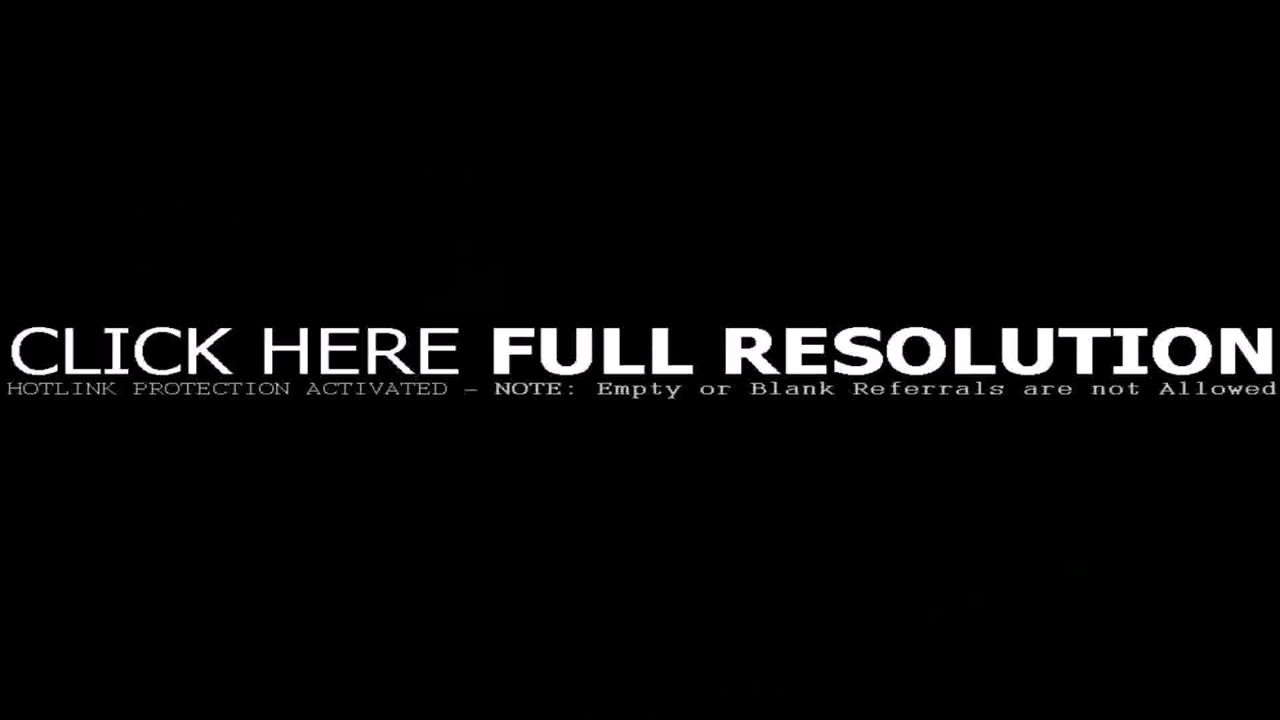 CLICK HERE FULL RESOLUTION
HOTLINK PROTECTION ACTIVATED - NOTE: Empty or Blank Referrals are not Allowed